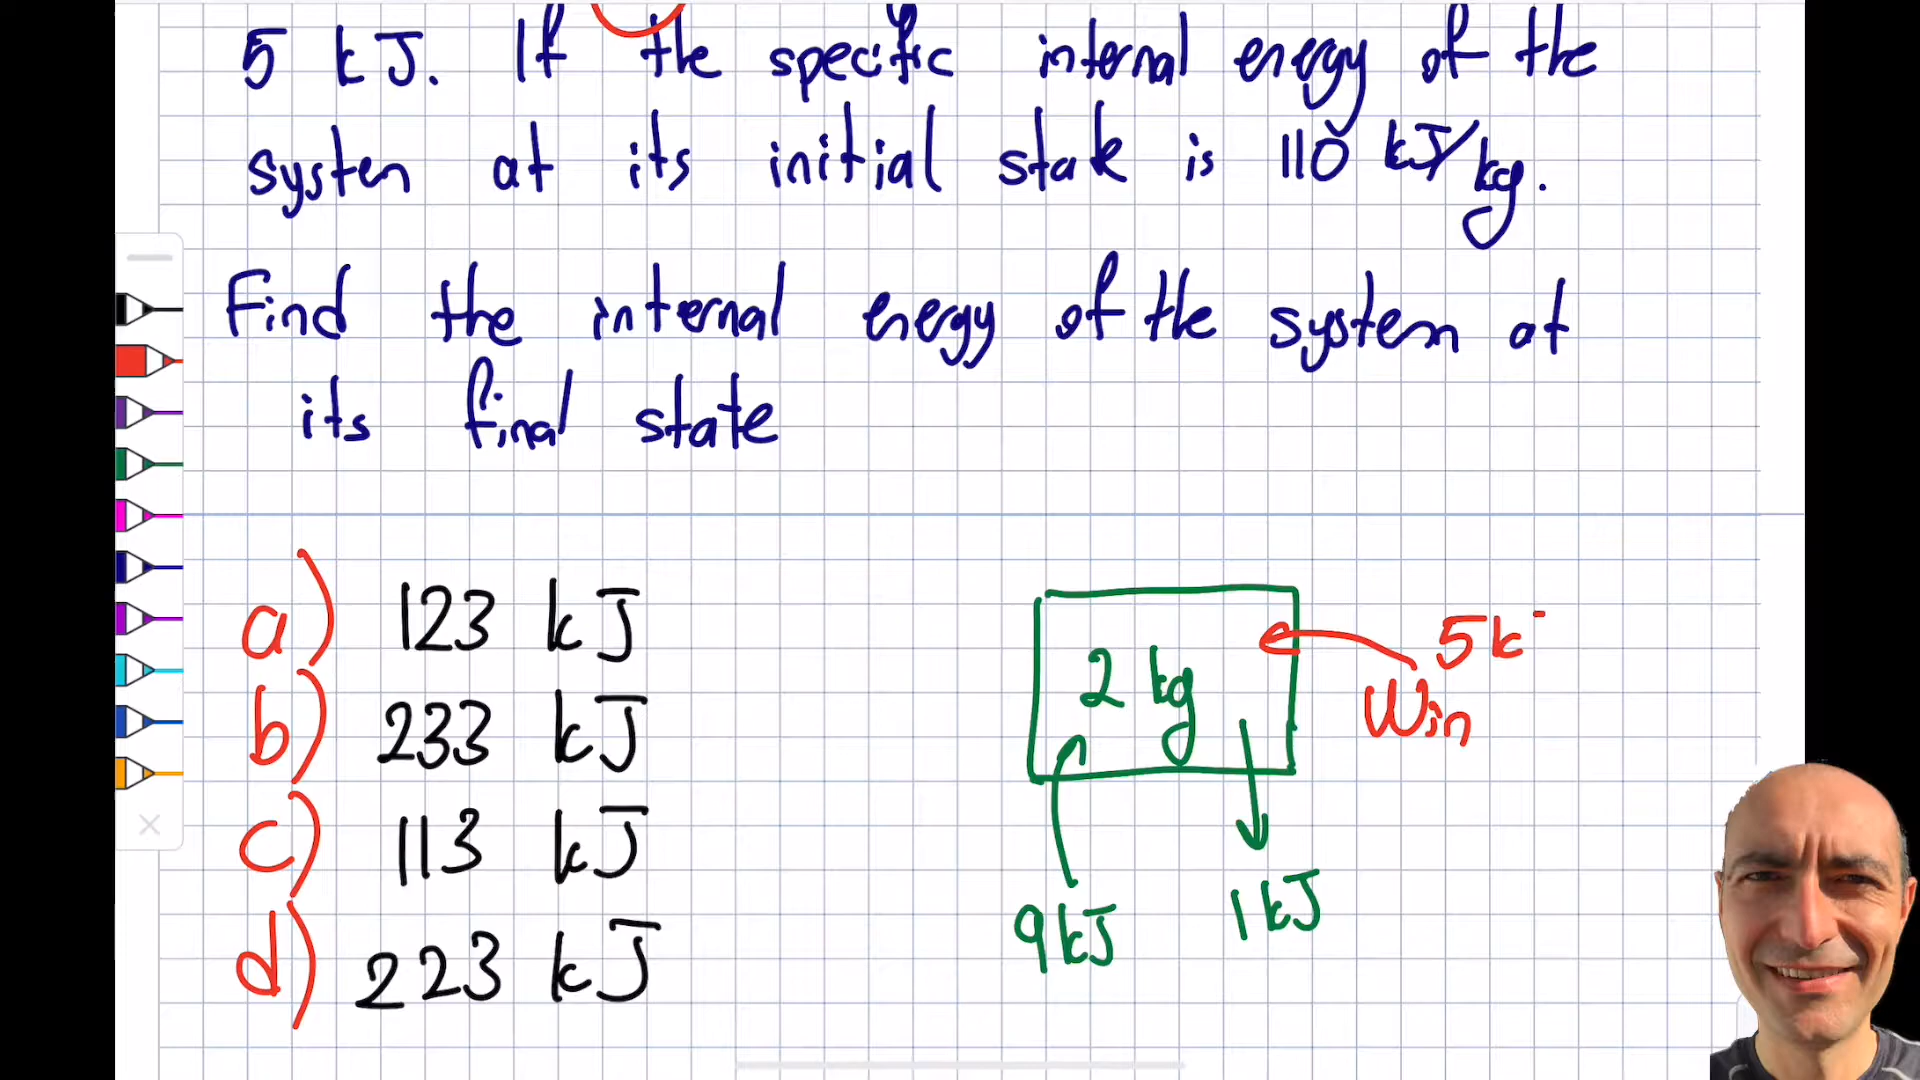 5 kJ. If the specific internal energy of the
system at its initial state is 110 kJ/kg.
Find the internal energy of the system at
its final state
a) 123 kJ
b) 233 kJ
c) 113 kJ
d) 223 kJ
2 kg
5 k
Win
9 kJ
1 kJ